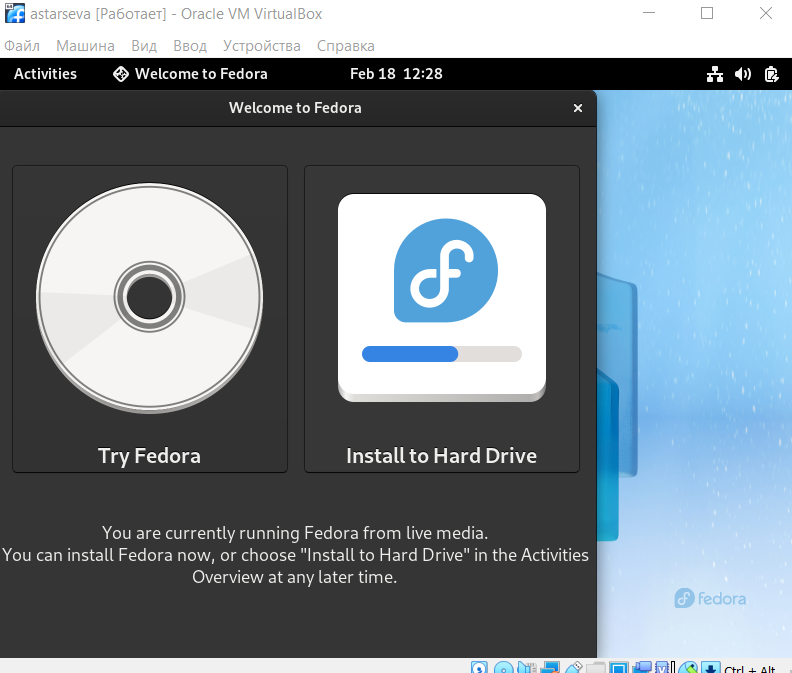 astarseva [Работает] - Oracle VM VirtualBox
Файл Машина Вид Ввод Устройства Справка
Activities Welcome to Fedora Feb 18 12:28
Welcome to Fedora
Try Fedora Install to Hard Drive
You are currently running Fedora from live media.
You can install Fedora now, or choose "Install to Hard Drive" in the Activities
Overview at any later time.
fedora
Ctrl + Alt